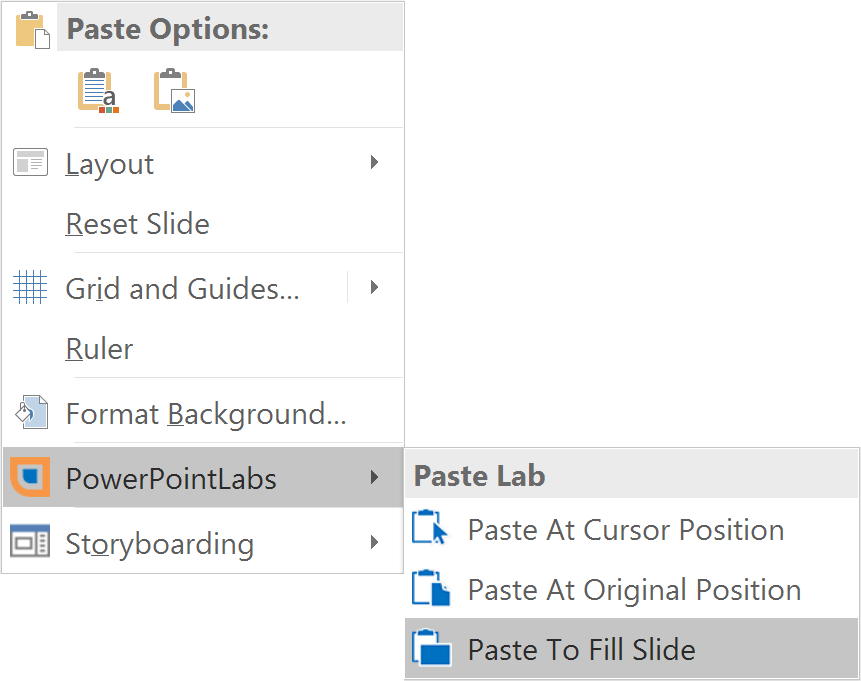 Paste Options:
a
Layout
Reset Slide
Grid and Guides...
Ruler
Format Background...
PowerPointLabs
Storyboarding
Paste Lab
Paste At Cursor Position
Paste At Original Position
Paste To Fill Slide